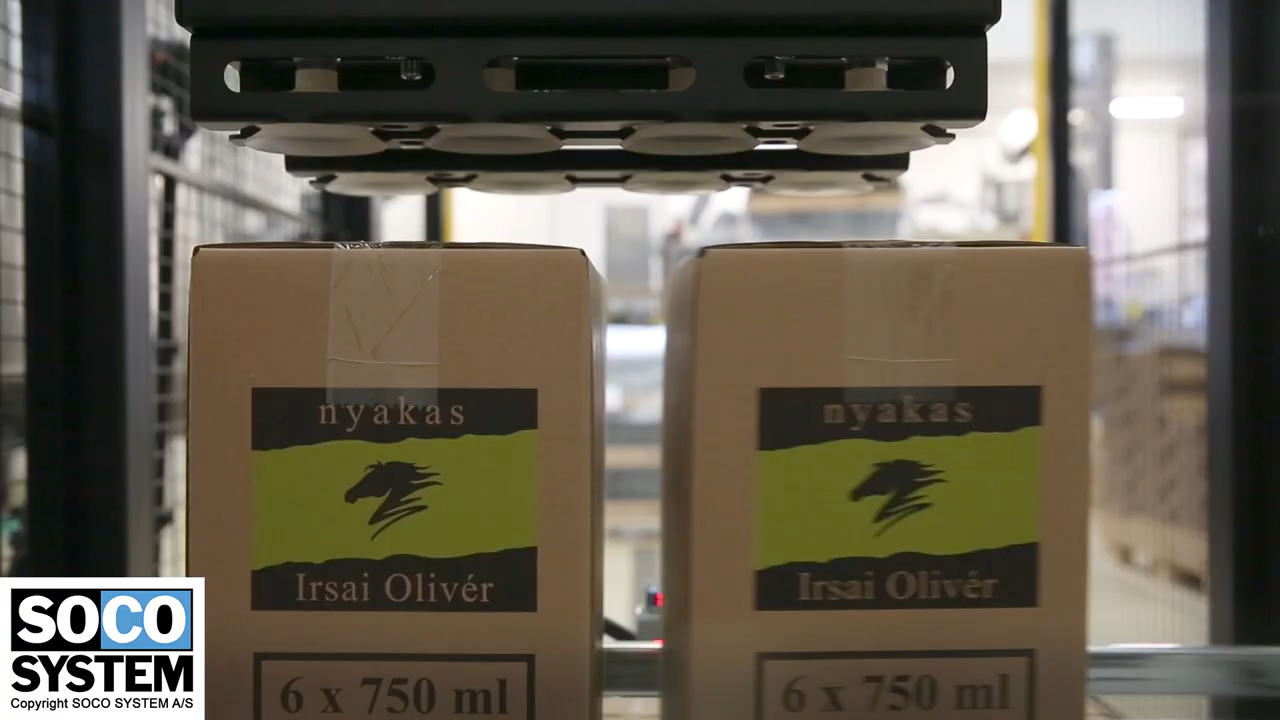 nyakas
Irsai Olivér
6 x 750 ml
nyakas
Irsai Olivér
6 x 750 ml
SOCO
SYSTEM
Copyright SOCO SYSTEM A/S